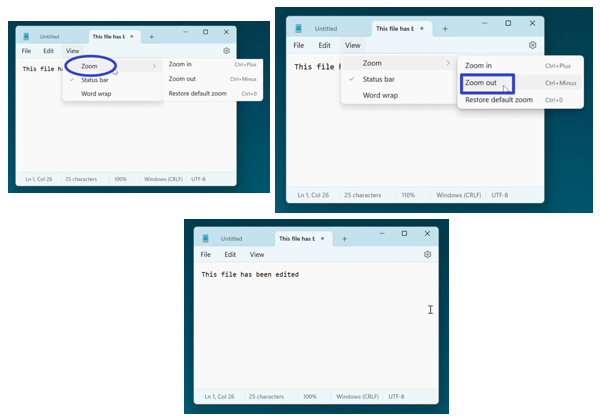 Untitled
This file has b
+
File Edit View
This file ha
Zoom
Status bar
Word wrap
Zoom in Ctrl+Plus
Zoom out Ctrl+Minus
Restore default zoom Ctrl+0
Ln 1, Col 26 25 characters 100% Windows (CRLF) UTF-8
Untitled
This file has b
+
File Edit View
This file h
Zoom
Status bar
Word wrap
Zoom in Ctrl+Plus
Zoom out Ctrl+Minus
Restore default zoom Ctrl+0
Ln 1, Col 26 25 characters 110% Windows (CRLF) UTF-8
Untitled
This file has b
+
File Edit View
This file has been edited
Ln 1, Col 26 25 characters 100% Windows (CRLF) UTF-8